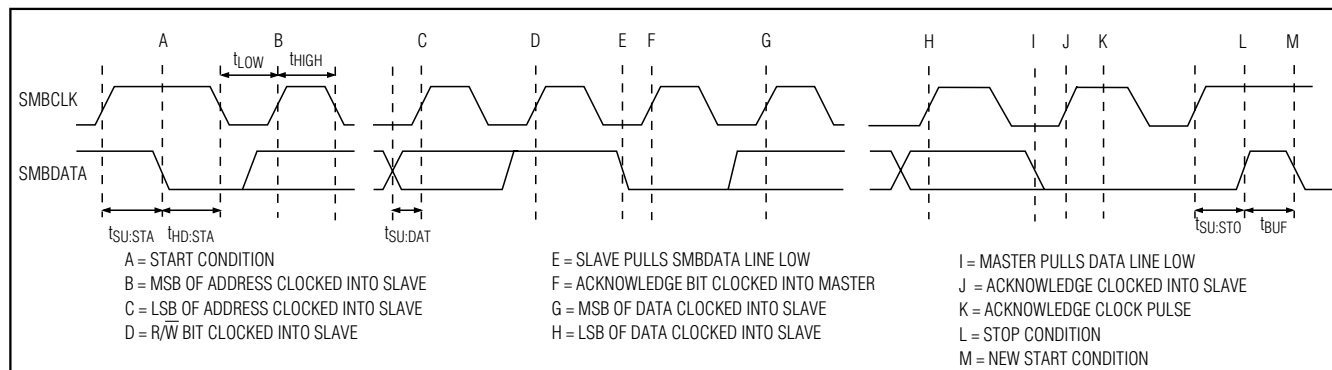 A B C D E F G H I J K L M
tLOW tHIGH
SMBCLK
SMBDATA
tSU:STA tHD:STA tSU:DAT tSU:STO tBUF
A = START CONDITION
B = MSB OF ADDRESS CLOCKED INTO SLAVE
C = LSB OF ADDRESS CLOCKED INTO SLAVE
D = R/W̅ BIT CLOCKED INTO SLAVE
E = SLAVE PULLS SMBDATA LINE LOW
F = ACKNOWLEDGE BIT CLOCKED INTO MASTER
G = MSB OF DATA CLOCKED INTO SLAVE
H = LSB OF DATA CLOCKED INTO SLAVE
I = MASTER PULLS DATA LINE LOW
J = ACKNOWLEDGE CLOCKED INTO SLAVE
K = ACKNOWLEDGE CLOCK PULSE
L = STOP CONDITION
M = NEW START CONDITION